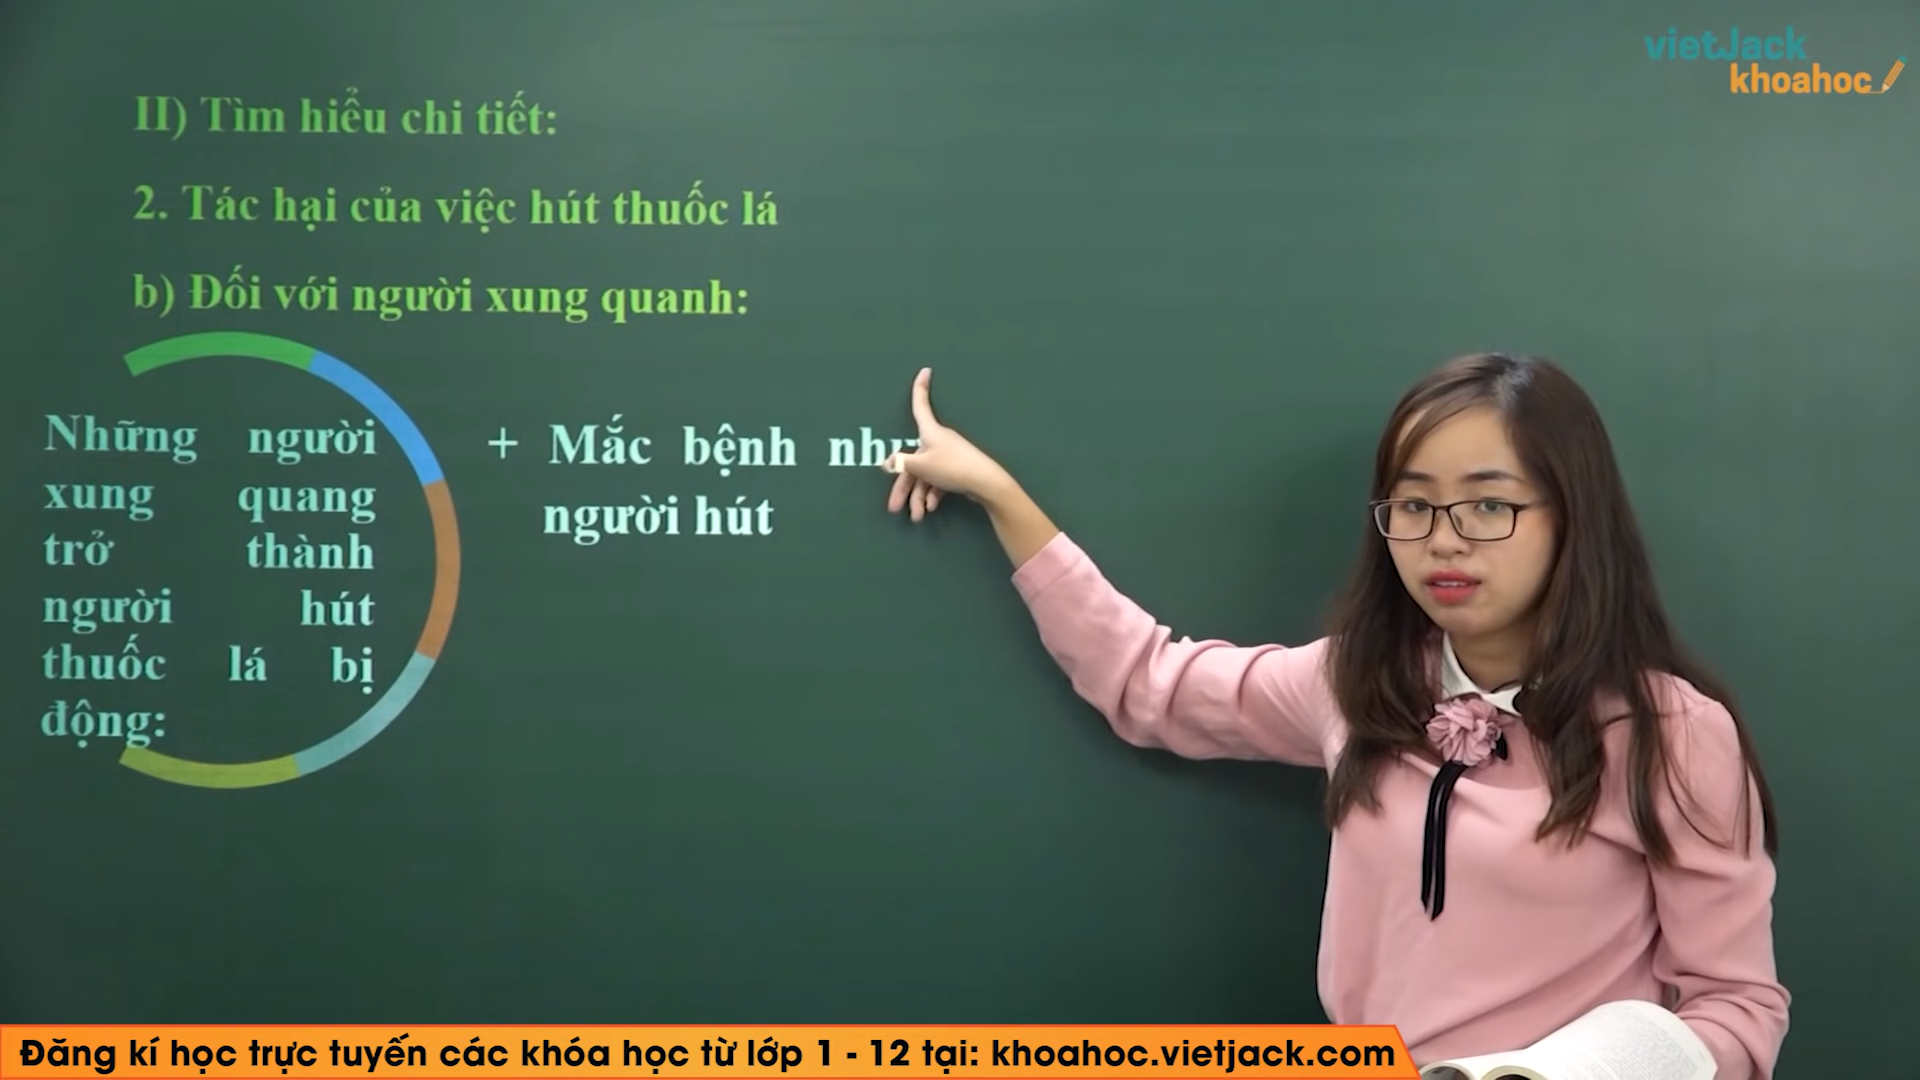 vietJack
khoahoc
II) Tìm hiểu chi tiết:
2. Tác hại của việc hút thuốc lá
b) Đối với người xung quanh:
Những người
xung quang
trở thành
người hút
thuốc lá bị
động:
+ Mắc bệnh như
người hút
Đăng kí học trực tuyến các khóa học từ lớp 1 - 12 tại: khoahoc.vietjack.com